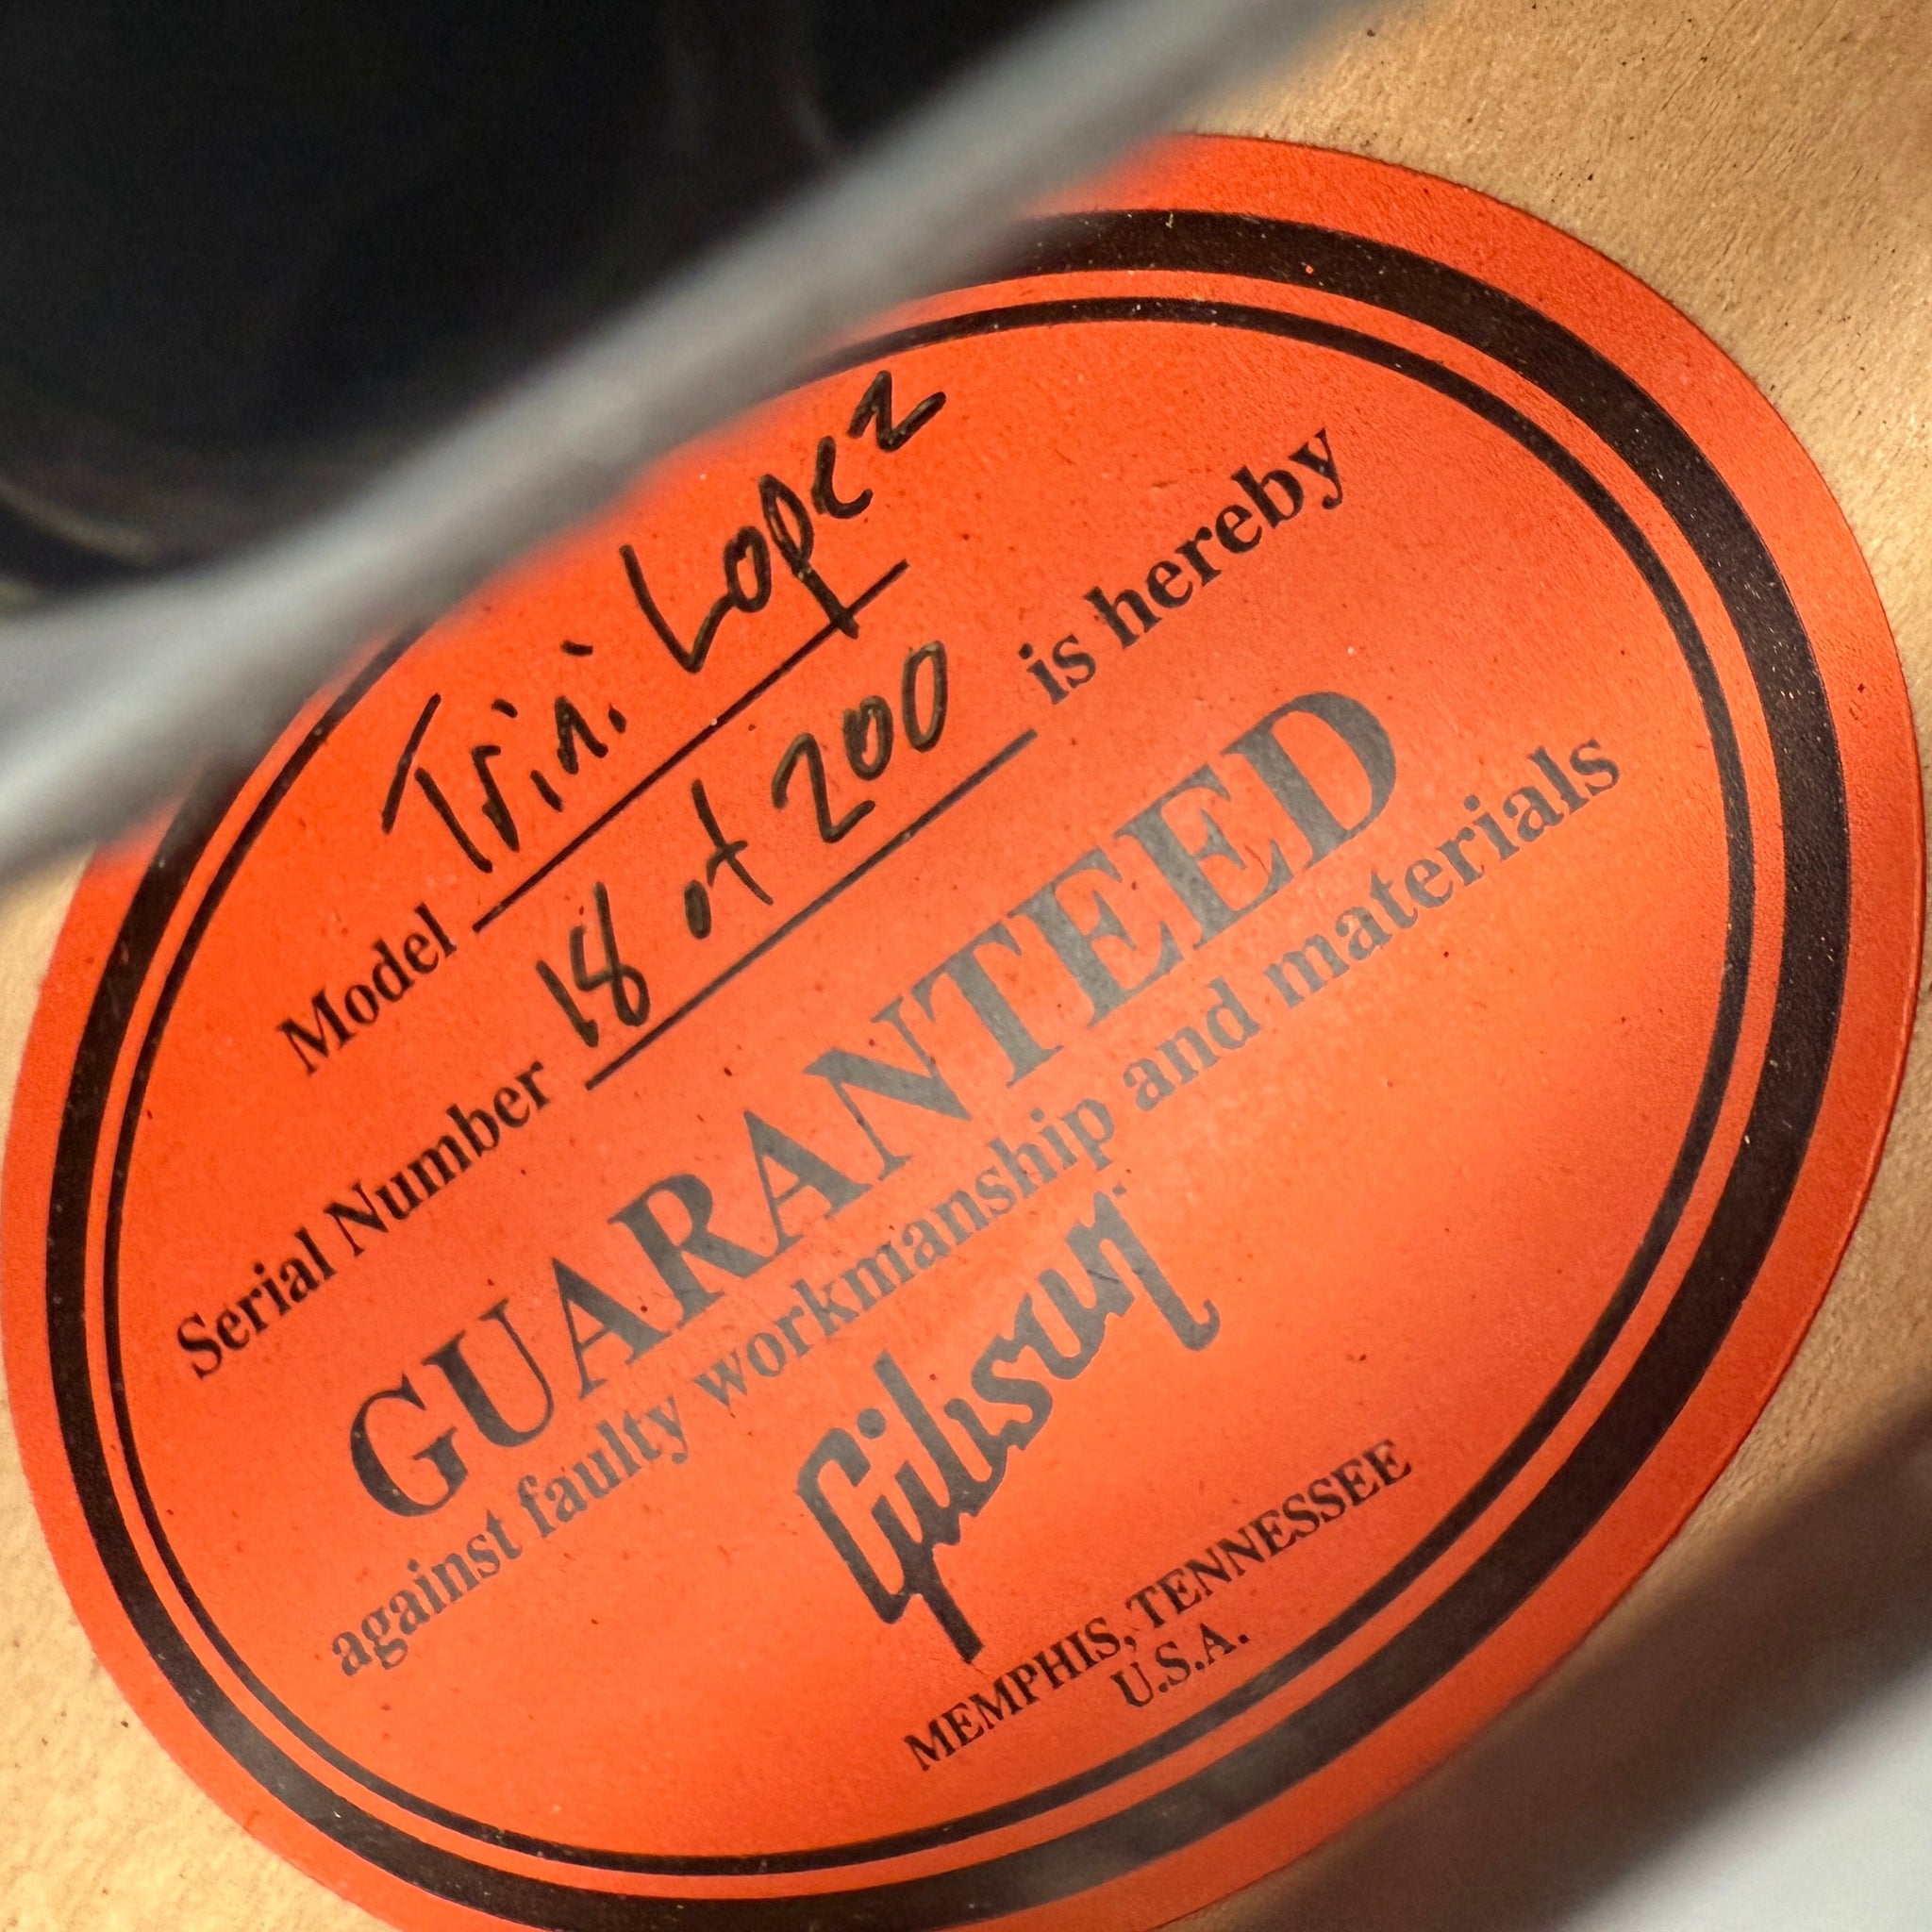 Model Trini Lopez
Serial Number 18 of 200 is hereby
GUARANTEED
against faulty workmanship and materials
Gibson
MEMPHIS, TENNESSEE
U.S.A.